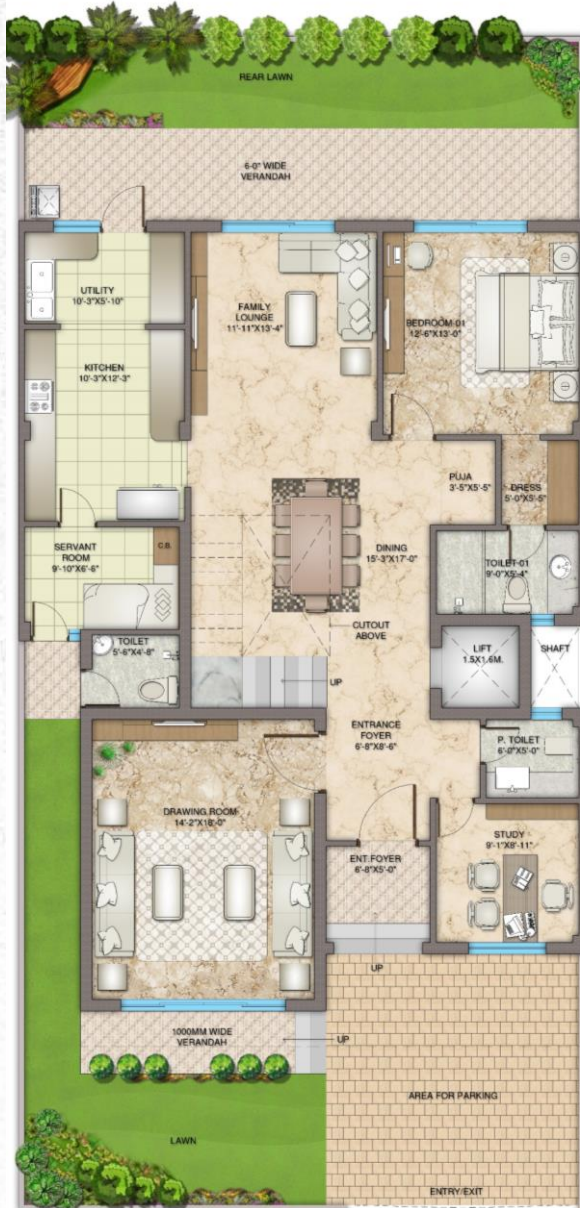 REAR LAWN
6-0" WIDE
VERANDAH
UTILITY
10'-3"X5'-10"
FAMILY
LOUNGE
11'-11"X13'-4"
BEDROOM-01
12'-6"X13'-0"
KITCHEN
10'-3"X12'-3"
PUJA
3'-5"X5'-5"
DRESS
5'-0"X5'-5"
SERVANT
ROOM
9'-10"X6'-6"
C.B.
DINING
15'-3"X17'-0"
TOILET-01
9'-0"X5'-4"
CUTOUT
ABOVE
TOILET
5'-6"X4'-8"
LIFT
1.5X1.6M.
SHAFT
UP
ENTRANCE
FOYER
6'-8"X8'-6"
P. TOILET
6'-0"X5'-0"
DRAWING ROOM
14'-2"X18'-0"
STUDY
9'-1"X8'-11"
ENT.FOYER
6'-8"X5'-0"
UP
1000MM WIDE
VERANDAH
UP
AREA FOR PARKING
LAWN
ENTRY/EXIT